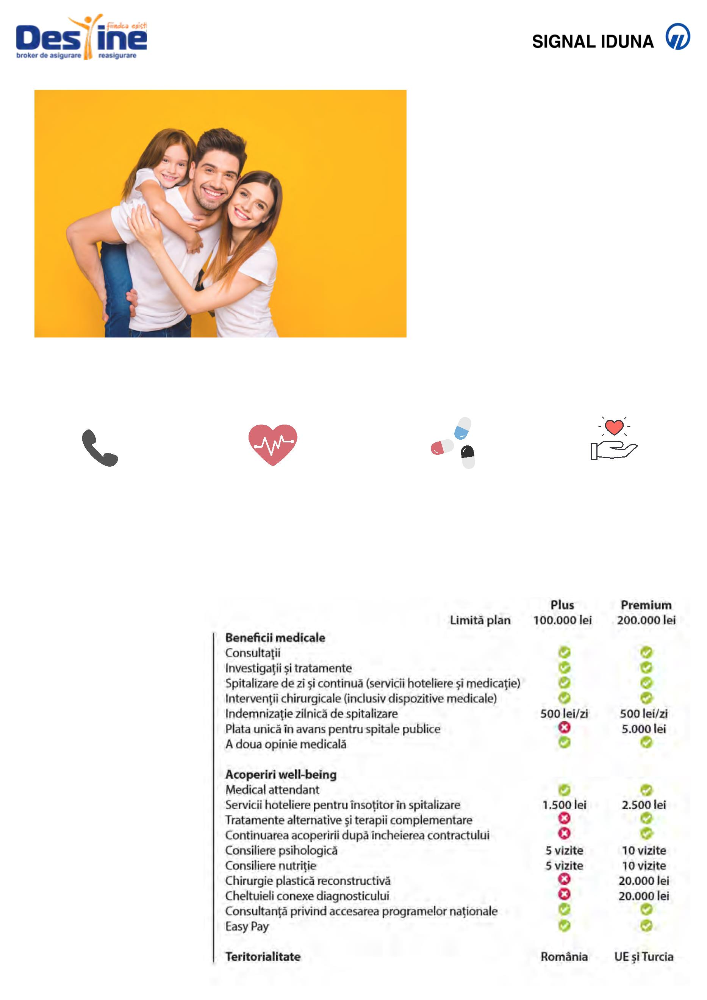 fiindca exiști
Destine
broker de asigurare reasigurare
SIGNAL IDUNA
Plus Premium
Limită plan 100.000 lei 200.000 lei
Beneficii medicale
Consultații
Investigații și tratamente
Spitalizare de zi și continuă (servicii hoteliere și medicație)
Intervenții chirurgicale (inclusiv dispozitive medicale)
Indemnizație zilnică de spitalizare 500 lei/zi 500 lei/zi
Plata unică în avans pentru spitale publice 5.000 lei
A doua opinie medicală
Acoperiri well-being
Medical attendant
Servicii hoteliere pentru însoțitor în spitalizare 1.500 lei 2.500 lei
Tratamente alternative și terapii complementare
Continuarea acoperirii după încheierea contractului
Consiliere psihologică 5 vizite 10 vizite
Consiliere nutriție 5 vizite 10 vizite
Chirurgie plastică reconstructivă 20.000 lei
Cheltuieli conexe diagnosticului 20.000 lei
Consultanță privind accesarea programelor naționale
Easy Pay
Teritorialitate România UE și Turcia